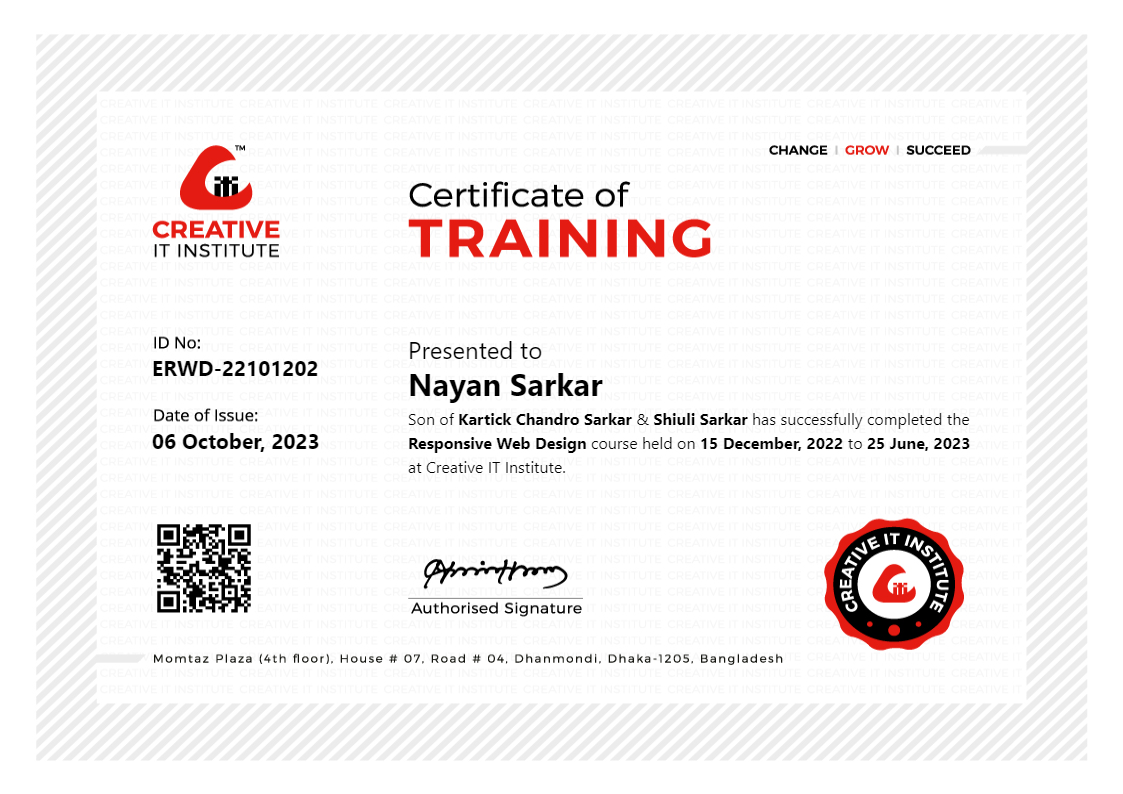 CHANGE | GROW | SUCCEED
TM
CREATIVE
IT INSTITUTE
Certificate of
TRAINING
ID No:
ERWD-22101202
Date of Issue:
06 October, 2023
Presented to
Nayan Sarkar
Son of Kartick Chandro Sarkar & Shiuli Sarkar has successfully completed the
Responsive Web Design course held on 15 December, 2022 to 25 June, 2023
at Creative IT Institute.
Authorised Signature
CREATIVE IT INSTITUTE
Momtaz Plaza (4th floor), House # 07, Road # 04, Dhanmondi, Dhaka-1205, Bangladesh